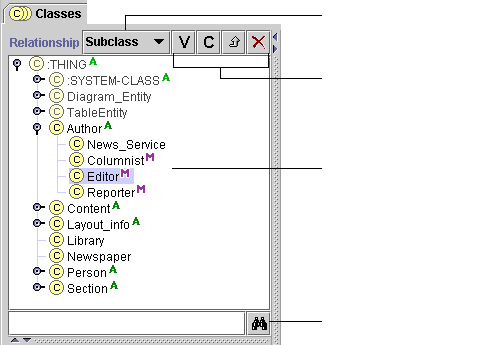 C Classes
Relationship Subclass V C
C :THING A
C :SYSTEM-CLASS A
C Diagram_Entity
C TableEntity
C Author A
C News_Service
C Columnist M
C Editor M
C Reporter M
C Content A
C Layout_info A
C Library
C Newspaper
C Person A
C Section A